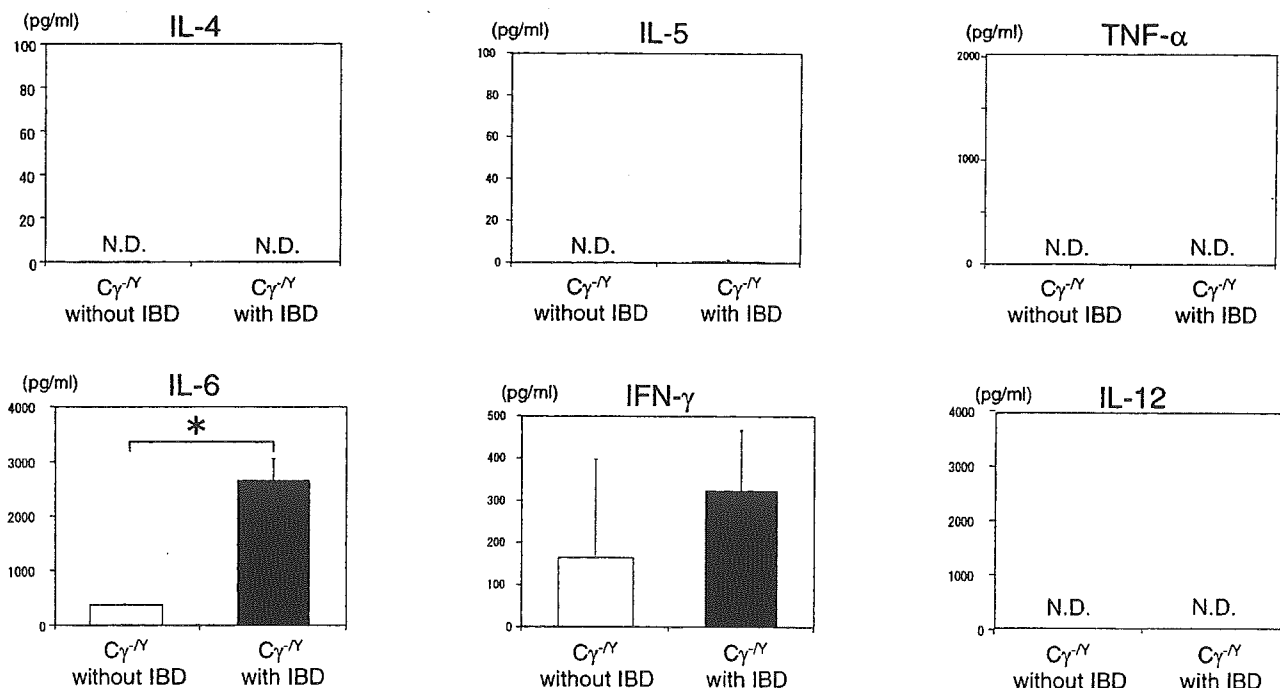 (pg/ml) IL-4
100
80
60
40
20
0
N.D. N.D.
Cγ-/Y Cγ-/Y
without IBD with IBD
(pg/ml) IL-5
100
80
60
40
20
0
N.D.
Cγ-/Y Cγ-/Y
without IBD with IBD
(pg/ml) TNF-α
2000
1000
0
N.D. N.D.
Cγ-/Y Cγ-/Y
without IBD with IBD
(pg/ml) IL-6
4000
3000
2000
1000
0
*
Cγ-/Y Cγ-/Y
without IBD with IBD
(pg/ml) IFN-γ
500
400
300
200
100
0
Cγ-/Y Cγ-/Y
without IBD with IBD
(pg/ml) IL-12
4000
3000
2000
1000
0
N.D. N.D.
Cγ-/Y Cγ-/Y
without IBD with IBD